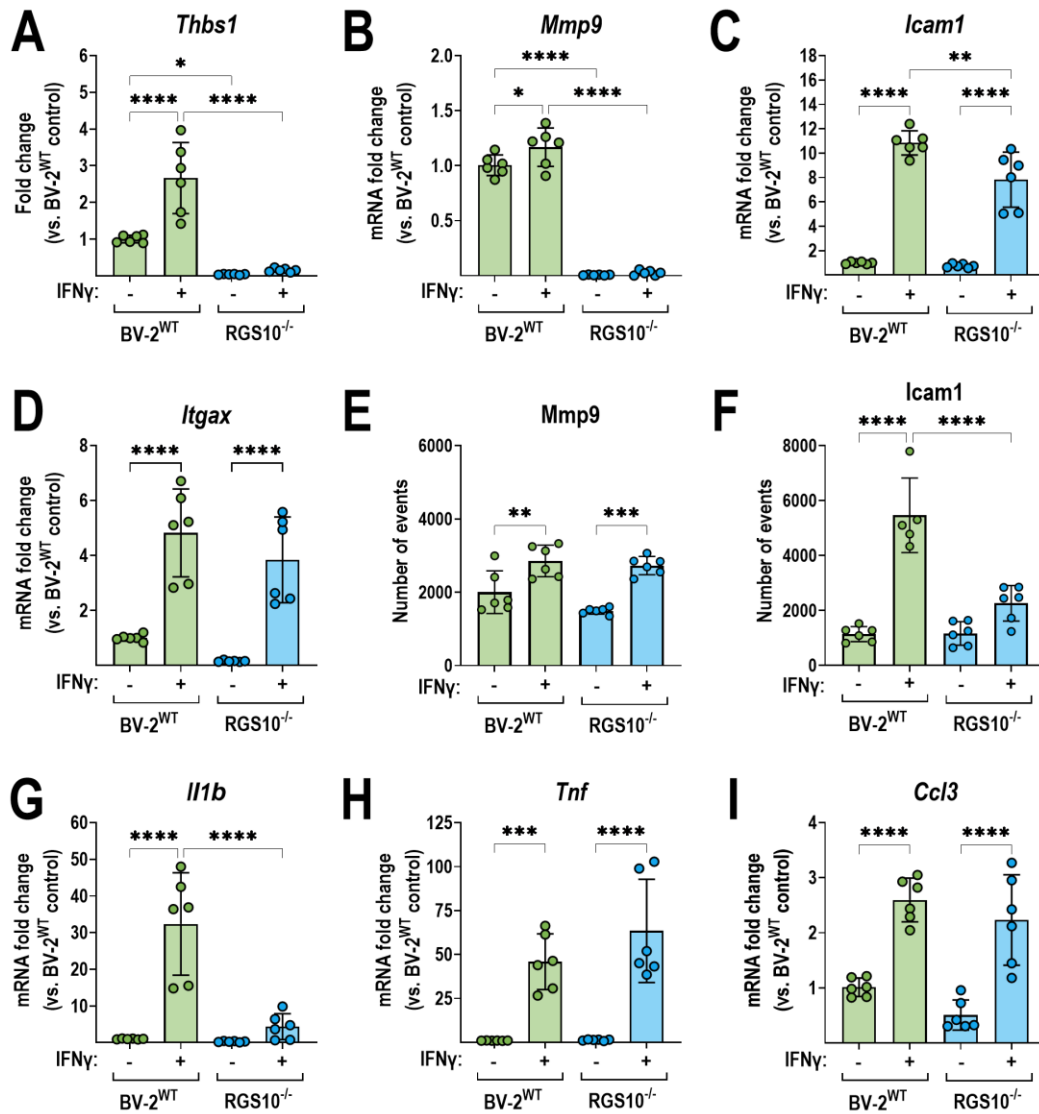 A
Thbs1
Fold change
(vs. BV-2WT control)
6
5
4
3
2
1
*
****
****
IFNγ:
-
+
-
+
BV-2WT
RGS10-/-
B
Mmp9
mRNA fold change
(vs. BV-2WT control)
2.0
1.5
1.0
0.5
****
*
****
IFNγ:
-
+
-
+
BV-2WT
RGS10-/-
C
Icam1
mRNA fold change
(vs. BV-2WT control)
18
16
14
12
10
8
6
4
2
**
****
****
IFNγ:
-
+
-
+
BV-2WT
RGS10-/-
D
Itgax
mRNA fold change
(vs. BV-2WT control)
8
6
4
2
****
****
IFNγ:
-
+
-
+
BV-2WT
RGS10-/-
E
Mmp9
Number of events
6000
4000
2000
0
**
***
IFNγ:
-
+
-
+
BV-2WT
RGS10-/-
F
Icam1
Number of events
8000
6000
4000
2000
0
****
****
IFNγ:
-
+
-
+
BV-2WT
RGS10-/-
G
Il1b
mRNA fold change
(vs. BV-2WT control)
60
50
40
30
20
10
****
****
IFNγ:
-
+
-
+
BV-2WT
RGS10-/-
H
Tnf
mRNA fold change
(vs. BV-2WT control)
125
100
75
50
25
***
****
IFNγ:
-
+
-
+
BV-2WT
RGS10-/-
I
Ccl3
mRNA fold change
(vs. BV-2WT control)
4
3
2
1
0
****
****
IFNγ:
-
+
-
+
BV-2WT
RGS10-/-